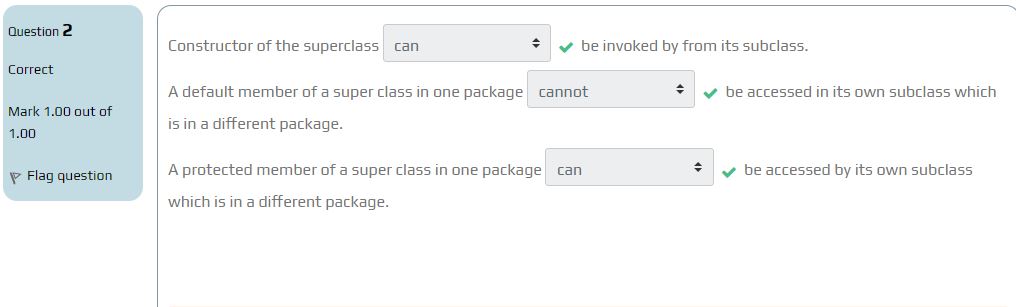 Question 2
Correct
Mark 1.00 out of
1.00
Flag question
Constructor of the superclass can be invoked by from its subclass.
A default member of a super class in one package cannot be accessed in its own subclass which
is in a different package.
A protected member of a super class in one package can be accessed by its own subclass
which is in a different package.